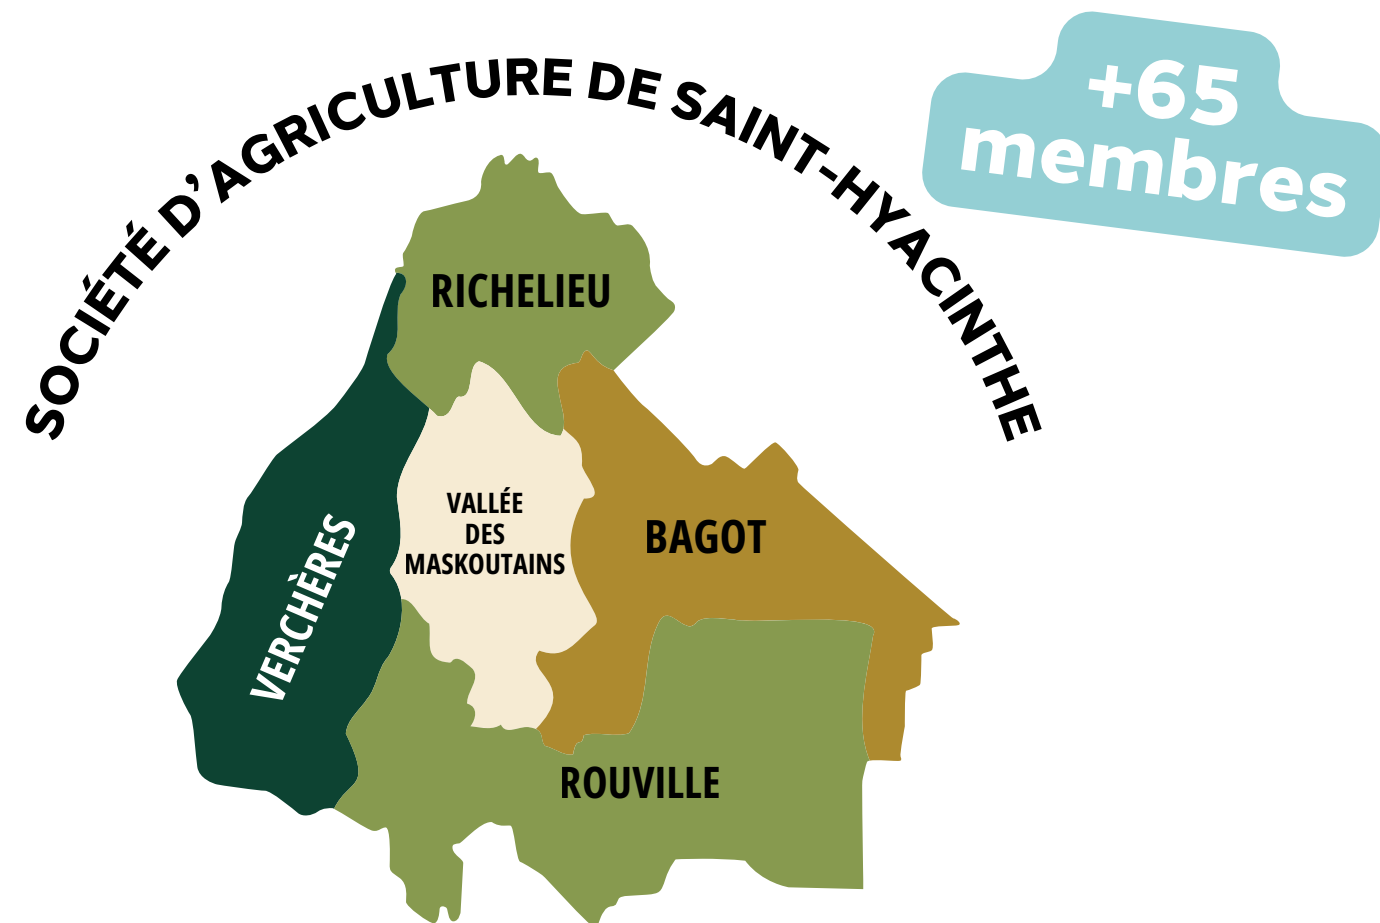 SOCIÉTÉ D’AGRICULTURE DE SAINT-HYACINTHE
+65
membres
RICHELIEU
VALLÉE
DES
MASKOUTAINS
BAGOT
VERCHÈRES
ROUVILLE